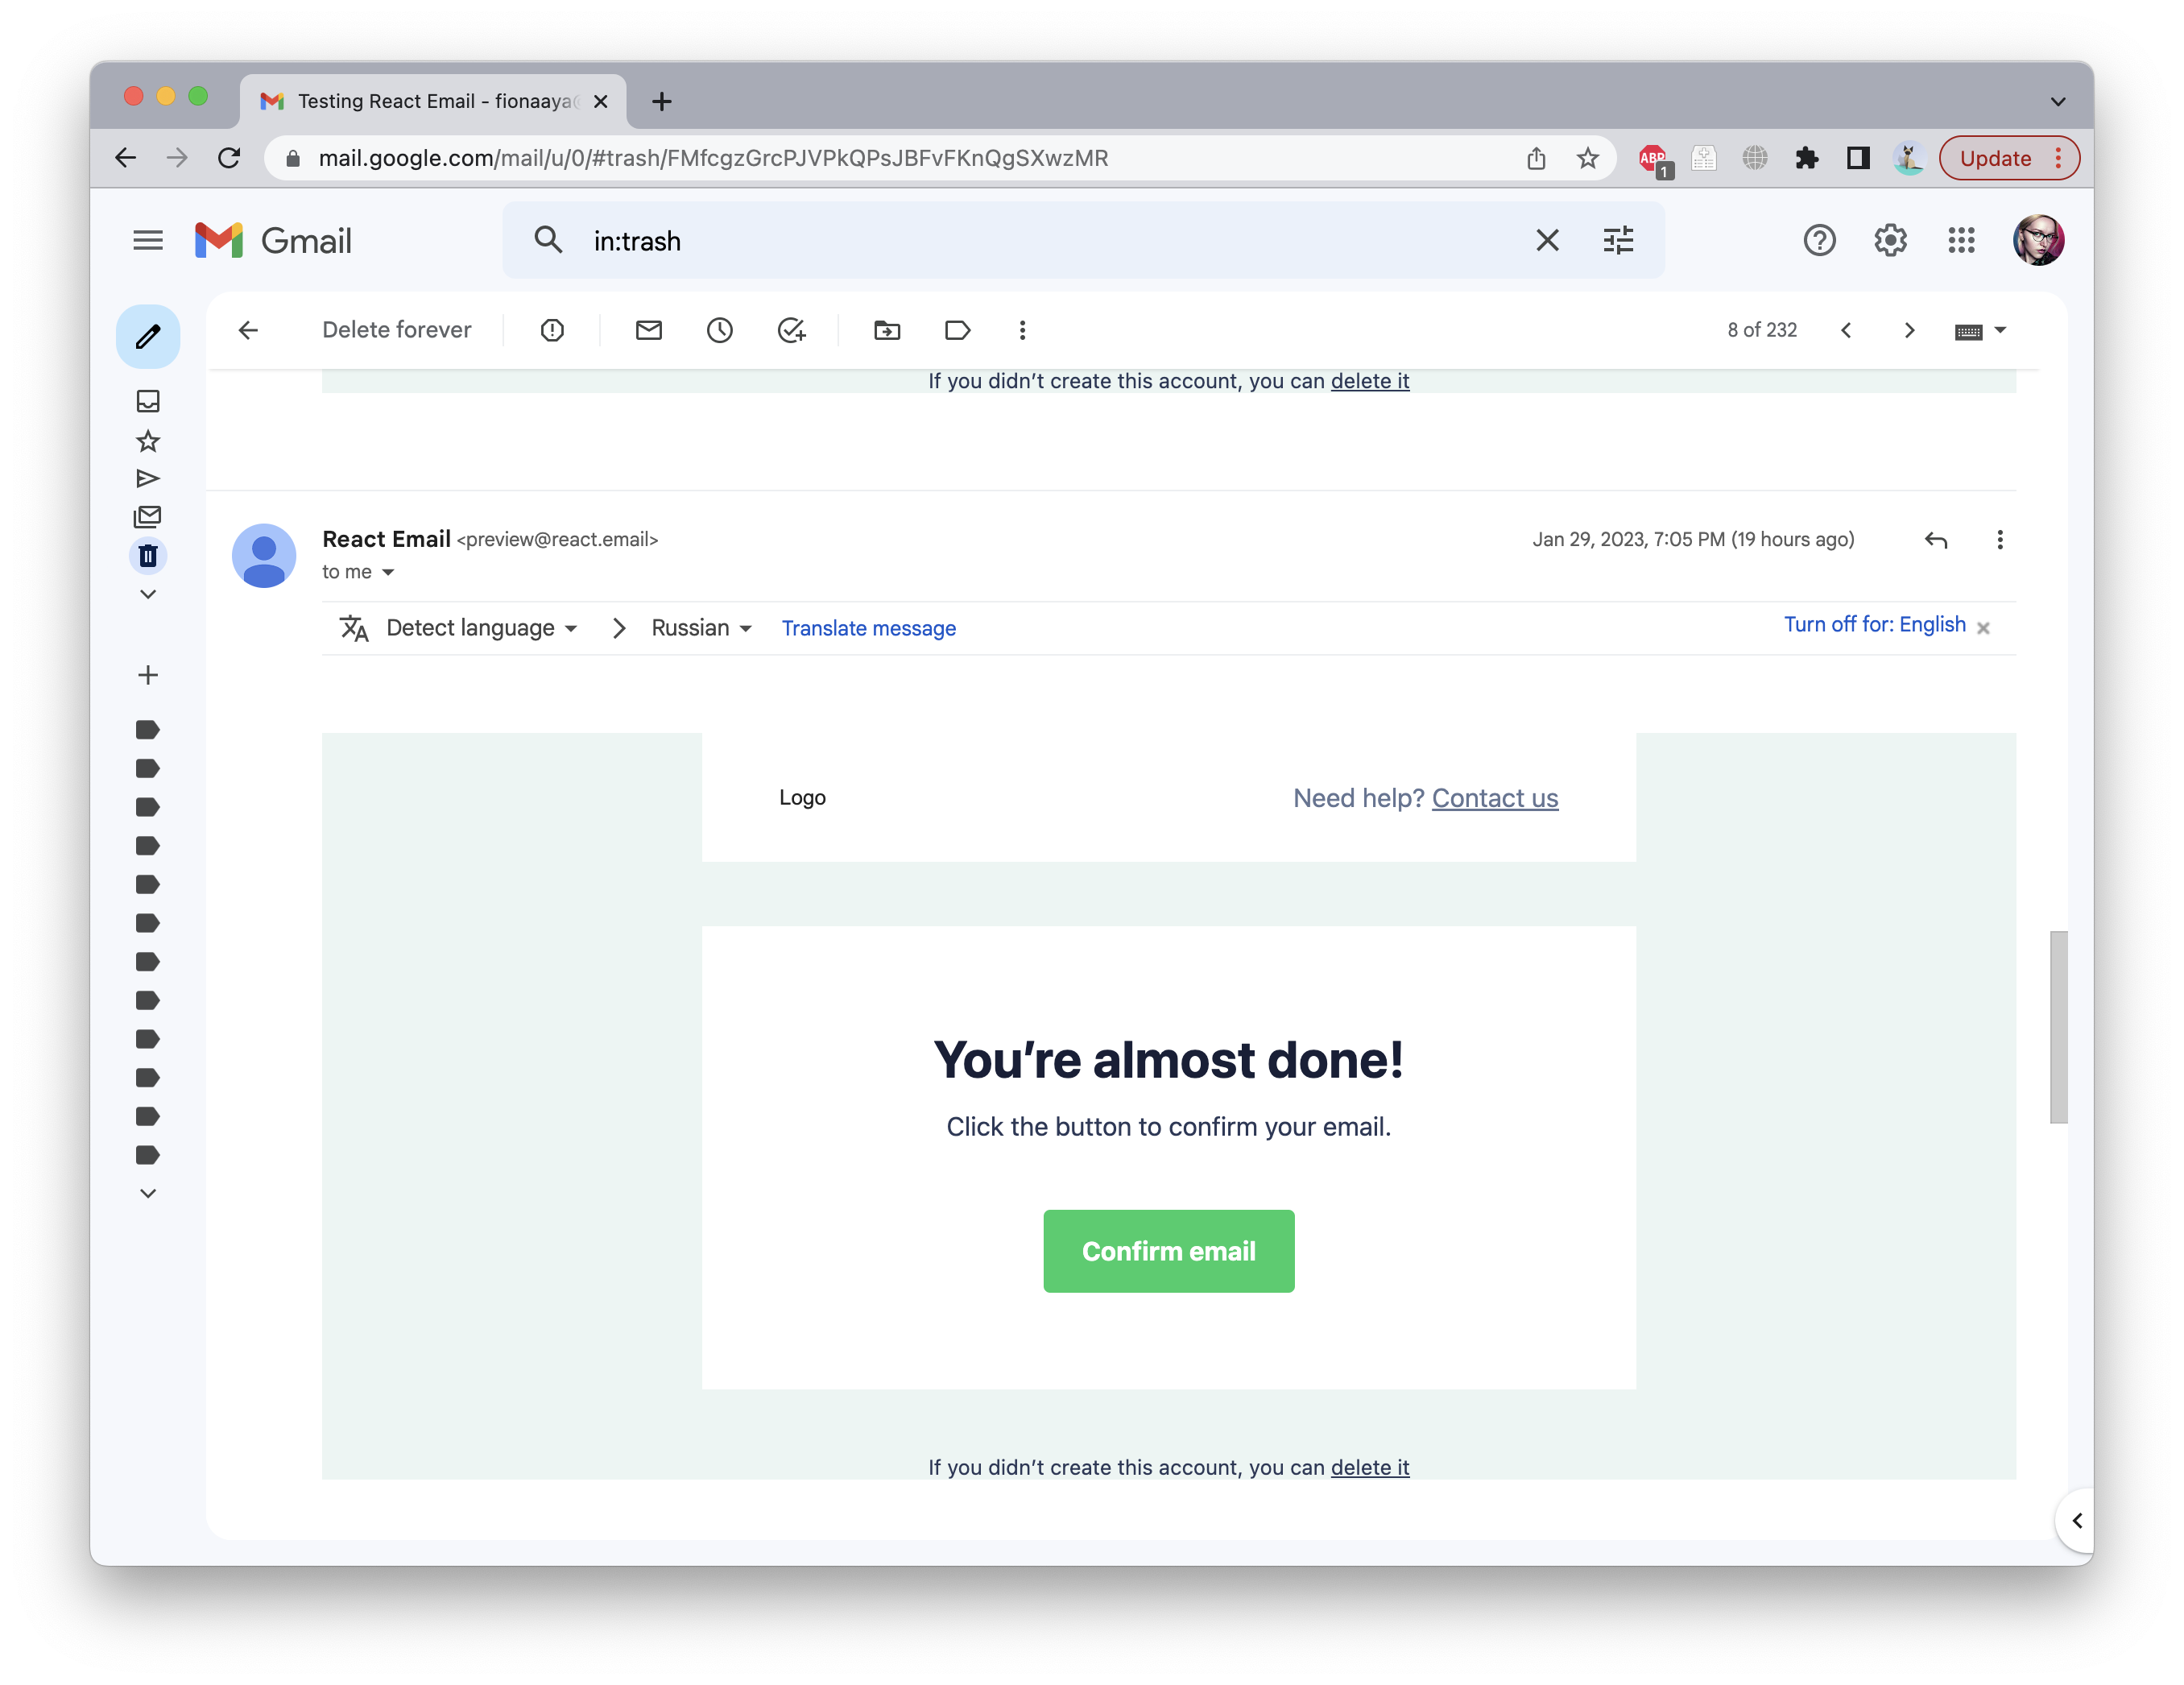 Testing React Email - fionaaya@
mail.google.com/mail/u/0/#trash/FMfcgzGrcPJVPkQPsJBFvFKnQgSXwzMR
ABP
1
Update
Gmail
in:trash
Delete forever
8 of 232
If you didn’t create this account, you can delete it
React Email <preview@react.email>
Jan 29, 2023, 7:05 PM (19 hours ago)
to me
Detect language
Russian
Translate message
Turn off for: English
Logo
Need help? Contact us
You’re almost done!
Click the button to confirm your email.
Confirm email
If you didn’t create this account, you can delete it